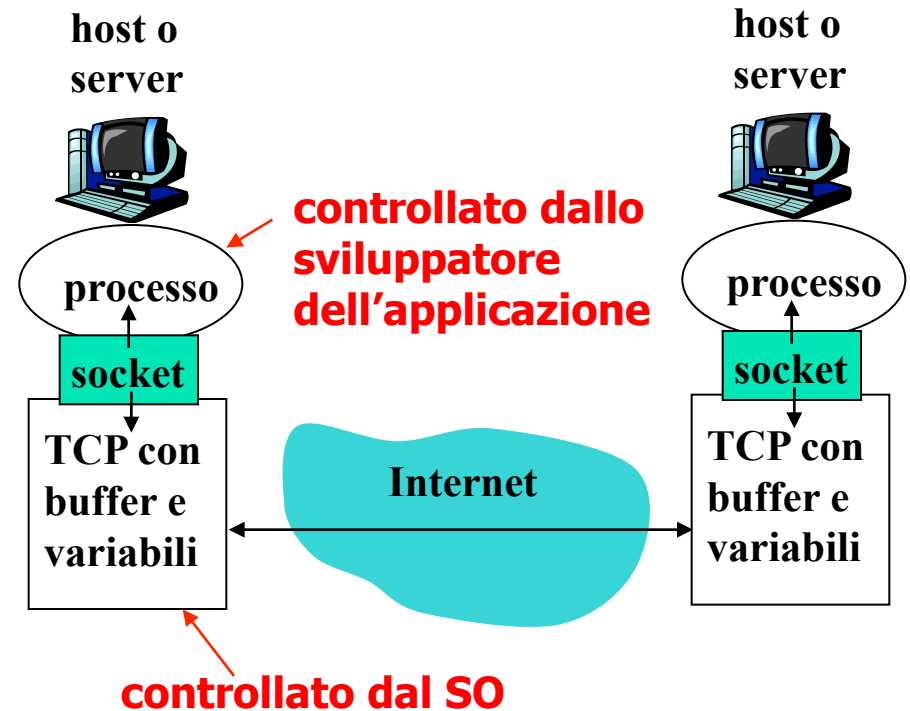 host o
server
host o
server
controllato dallo
sviluppatore
dell’applicazione
processo
processo
socket
socket
TCP con
buffer e
variabili
Internet
TCP con
buffer e
variabili
controllato dal SO